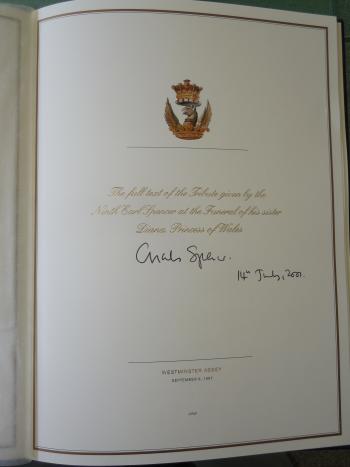 The full text of the Tribute given by the
Ninth Earl Spencer at the Funeral of his sister
Diana, Princess of Wales
Charles Spencer.
14th July, 2001.
WESTMINSTER ABBEY
SEPTEMBER 6, 1997